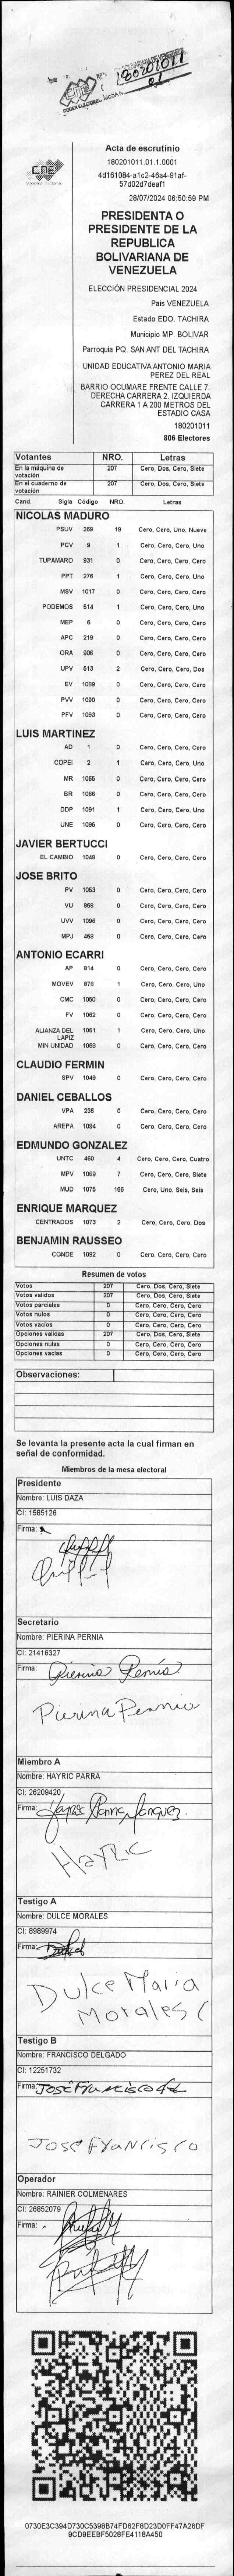 180201011
01
CNE
Acta de escrutinio
180201011.01.1.0001
4d161084-a1c2-46a4-91af-
57d02d7deaf1
28/07/2024 06:50:59 PM
PRESIDENTA O
PRESIDENTE DE LA
REPUBLICA
BOLIVARIANA DE
VENEZUELA
ELECCIÓN PRESIDENCIAL 2024
Pais VENEZUELA
Estado EDO. TACHIRA
Municipio MP. BOLIVAR
Parroquia PQ. SAN ANT DEL TACHIRA
UNIDAD EDUCATIVA ANTONIO MARIA
PEREZ DEL REAL
BARRIO OCUMARE FRENTE CALLE 7.
DERECHA CARRERA 2. IZQUIERDA
CARRERA 1 A 200 METROS DEL
ESTADIO CASA
180201011
806 Electores
Votantes NRO. Letras
En la máquina de votación 207 Cero, Dos, Cero, Siete
En el cuaderno de votación 207 Cero, Dos, Cero, Siete
Cand. Sigla Código NRO. Letras
NICOLAS MADURO
PSUV 269 19 Cero, Cero, Uno, Nueve
PCV 9 1 Cero, Cero, Cero, Uno
TUPAMARO 931 0 Cero, Cero, Cero, Cero
PPT 276 1 Cero, Cero, Cero, Uno
MSV 1017 0 Cero, Cero, Cero, Cero
PODEMOS 514 1 Cero, Cero, Cero, Uno
MEP 6 0 Cero, Cero, Cero, Cero
APC 219 0 Cero, Cero, Cero, Cero
ORA 906 0 Cero, Cero, Cero, Cero
UPV 513 2 Cero, Cero, Cero, Dos
EV 1089 0 Cero, Cero, Cero, Cero
PVV 1090 0 Cero, Cero, Cero, Cero
PFV 1093 0 Cero, Cero, Cero, Cero
LUIS MARTINEZ
AD 1 0 Cero, Cero, Cero, Cero
COPEI 2 1 Cero, Cero, Cero, Uno
MR 1065 0 Cero, Cero, Cero, Cero
BR 1066 0 Cero, Cero, Cero, Cero
DDP 1091 1 Cero, Cero, Cero, Uno
UNE 1095 0 Cero, Cero, Cero, Cero
JAVIER BERTUCCI
EL CAMBIO 1049 0 Cero, Cero, Cero, Cero
JOSE BRITO
PV 1053 0 Cero, Cero, Cero, Cero
VU 868 0 Cero, Cero, Cero, Cero
UVV 1096 0 Cero, Cero, Cero, Cero
MPJ 459 0 Cero, Cero, Cero, Cero
ANTONIO ECARRI
AP 814 0 Cero, Cero, Cero, Cero
MOVEV 878 1 Cero, Cero, Cero, Uno
CMC 1050 0 Cero, Cero, Cero, Cero
FV 1062 0 Cero, Cero, Cero, Cero
ALIANZA DEL LAPIZ 1051 1 Cero, Cero, Cero, Uno
MIN UNIDAD 1068 0 Cero, Cero, Cero, Cero
CLAUDIO FERMIN
SPV 1049 0 Cero, Cero, Cero, Cero
DANIEL CEBALLOS
VPA 236 0 Cero, Cero, Cero, Cero
AREPA 1094 0 Cero, Cero, Cero, Cero
EDMUNDO GONZALEZ
UNTC 460 4 Cero, Cero, Cero, Cuatro
MPV 1069 7 Cero, Cero, Cero, Siete
MUD 1075 166 Cero, Uno, Seis, Seis
ENRIQUE MARQUEZ
CENTRADOS 1073 2 Cero, Cero, Cero, Dos
BENJAMIN RAUSSEO
CONDE 1092 0 Cero, Cero, Cero, Cero
Resumen de votos
Votos 207 Cero, Dos, Cero, Siete
Votos validos 207 Cero, Dos, Cero, Siete
Votos parciales 0 Cero, Cero, Cero, Cero
Votos nulos 0 Cero, Cero, Cero, Cero
Votos vacios 0 Cero, Cero, Cero, Cero
Opciones validas 207 Cero, Dos, Cero, Siete
Opciones nulas 0 Cero, Cero, Cero, Cero
Opciones vacias 0 Cero, Cero, Cero, Cero
Observaciones:
Se levanta la presente acta la cual firman en
señal de conformidad.
Miembros de la mesa electoral
Presidente
Nombre: LUIS DAZA
CI: 1585126
Firma:
Secretario
Nombre: PIERINA PERNIA
CI: 21416327
Firma: Pierina Pernía
Pierina Pernia
Miembro A
Nombre: HAYRIC PARRA
CI: 26209420
Firma:
Hayric
Testigo A
Nombre: DULCE MORALES
CI: 8989974
Firma:
Dulce Maria
Morales
Testigo B
Nombre: FRANCISCO DELGADO
CI: 12251732
Firma: José Francisco
José Francisco
Operador
Nombre: RAINIER COLMENARES
CI: 26852079
Firma:
0730E3C394D730C5398B74FD62F8D23D0FF47A26DF
9CD9EEBF5028FE4118A450